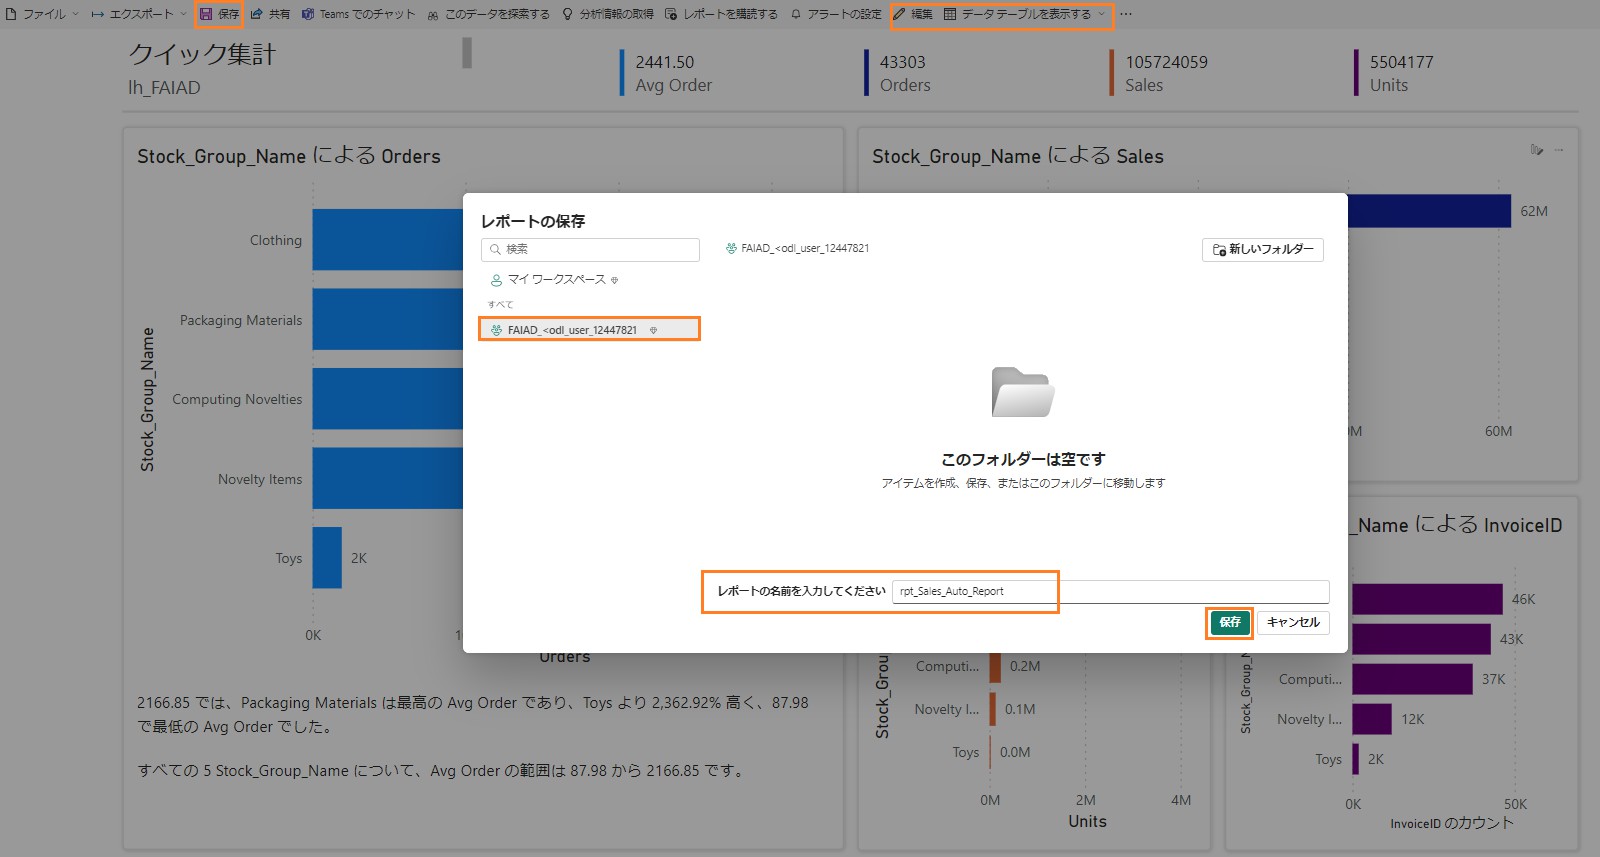 ファイル エクスポート 保存 共有 Teams でのチャット このデータを探索する 分析情報の取得 レポートを購読する アラートの設定 編集 データ テーブルを表示する ...
クイック集計
lh_FAIAD
2441.50
Avg Order
43303
Orders
105724059
Sales
5504177
Units
Stock_Group_Name による Orders
Clothing
Packaging Materials
Computing Novelties
Novelty Items
Toys
2K
Stock_Group_Name
0K
Orders
2166.85 では、Packaging Materials は最高の Avg Order であり、Toys より 2,362.92% 高く、87.98
で最低の Avg Order でした。
すべての 5 Stock_Group_Name について、Avg Order の範囲は 87.98 から 2166.85 です。
Stock_Group_Name による Sales
62M
60M
レポートの保存
検索
FAIAD_<odl_user_12447821
新しいフォルダー
マイ ワークスペース
すべて
FAIAD_<odl_user_12447821
このフォルダーは空です
アイテムを作成、保存、またはこのフォルダーに移動します
レポートの名前を入力してください rpt_Sales_Auto_Report
保存 キャンセル
Stock_Grou
Computi... 0.2M
Novelty I... 0.1M
Toys 0.0M
0M 2M 4M
Units
_Name による InvoiceID
46K
43K
Computi... 37K
Novelty I... 12K
Toys 2K
Stock_Group_N
0K 50K
InvoiceID のカウント